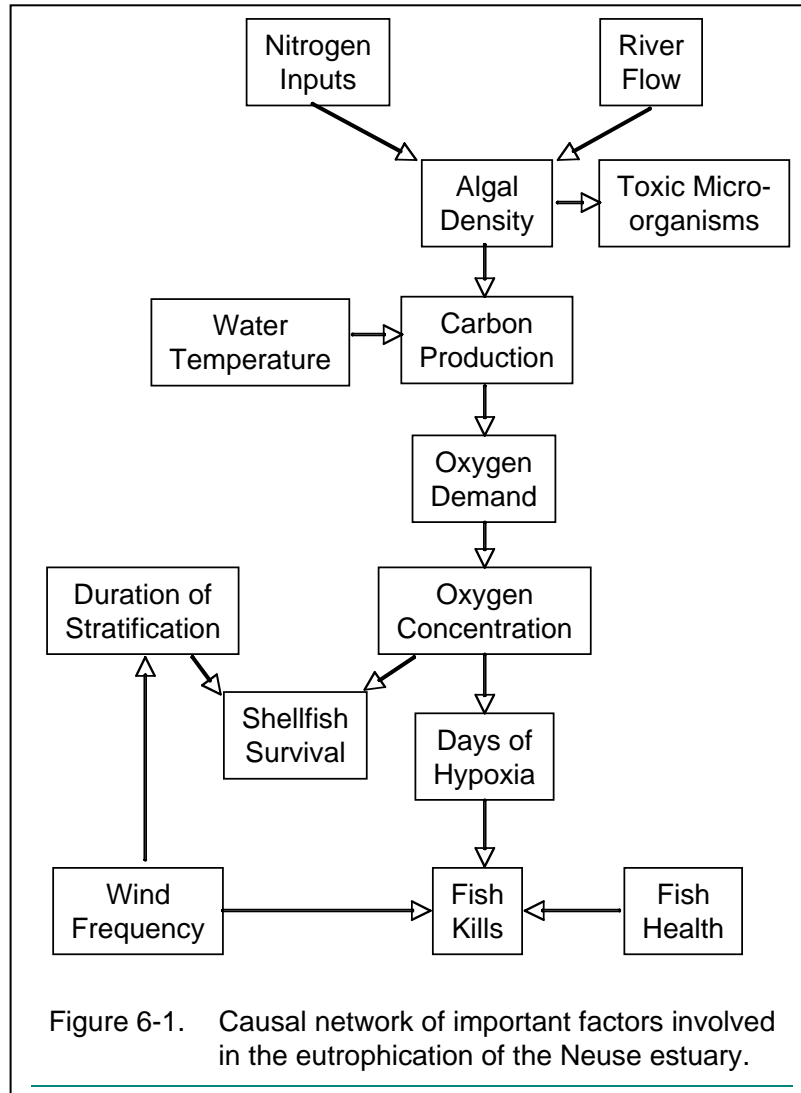 Nitrogen
Inputs
River
Flow
Algal
Density
Toxic Micro-
organisms
Water
Temperature
Carbon
Production
Oxygen
Demand
Duration of
Stratification
Oxygen
Concentration
Shellfish
Survival
Days of
Hypoxia
Wind
Frequency
Fish
Kills
Fish
Health
Figure 6-1. Causal network of important factors involved
in the eutrophication of the Neuse estuary.